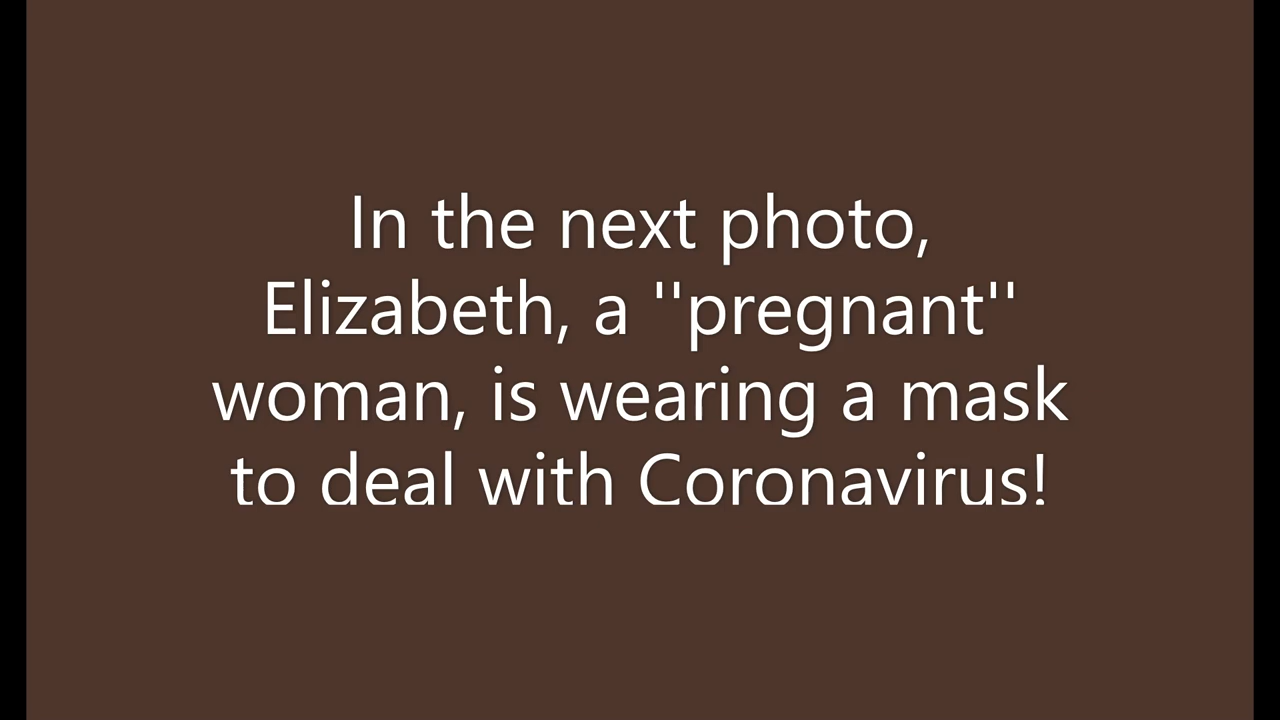 In the next photo,
Elizabeth, a ''pregnant''
woman, is wearing a mask
to deal with Coronavirus!